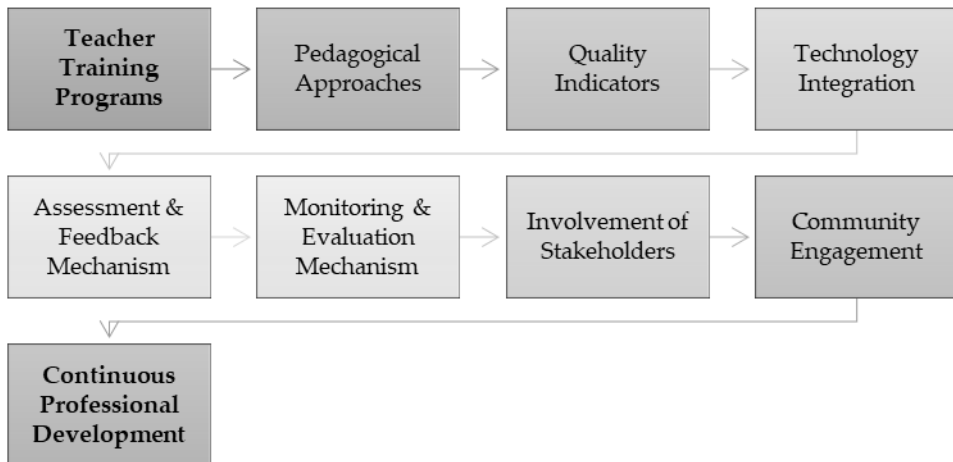 Teacher
Training
Programs
Pedagogical
Approaches
Quality
Indicators
Technology
Integration
Assessment &
Feedback
Mechanism
Monitoring &
Evaluation
Mechanism
Involvement of
Stakeholders
Community
Engagement
Continuous
Professional
Development